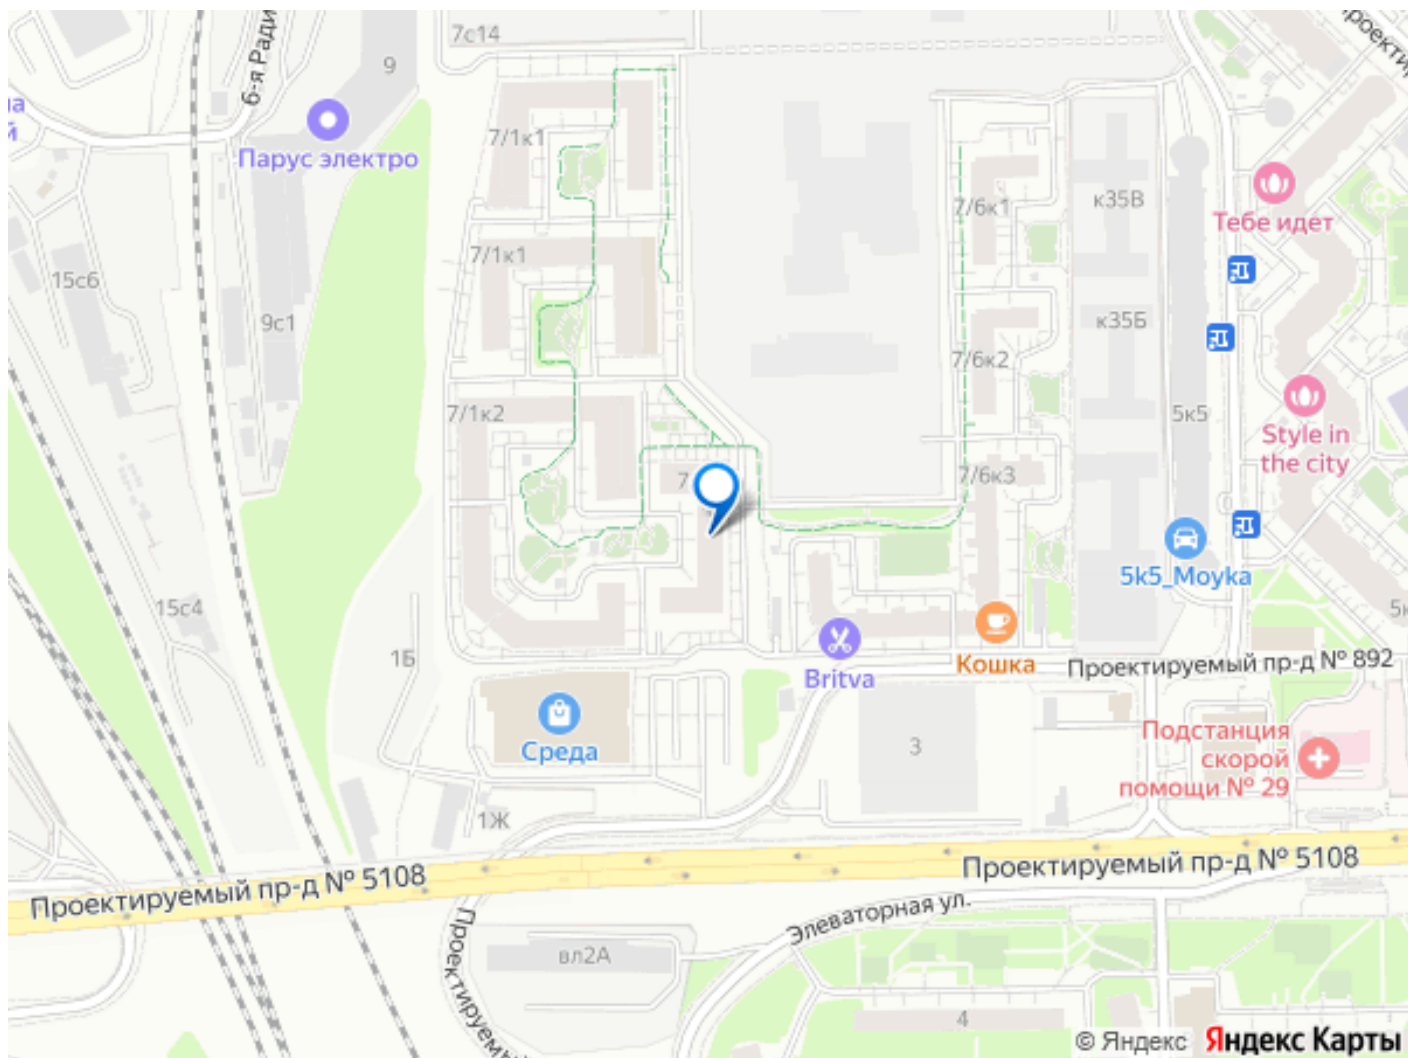 7с14
6-я Ради
9
Проекти
а
й
Парус электро
7/1к1
к35В
7/6к1
Тебе идет
7/1к1
15с6
9с1
к35Б
7/6к2
7/1к2
5к5
Style in
the city
7/6к3
7
5k5_Moyka
15с4
5к
1Б
Проектируемый пр-д № 892
Кошка
Britva
Среда
Подстанция
скорой
помощи № 29
3
1Ж
Проектируемый пр-д № 5108
Проектируемый пр-д № 5108
Элеваторная ул.
Проектируемый
вл2А
4
© Яндекс Яндекс Карты